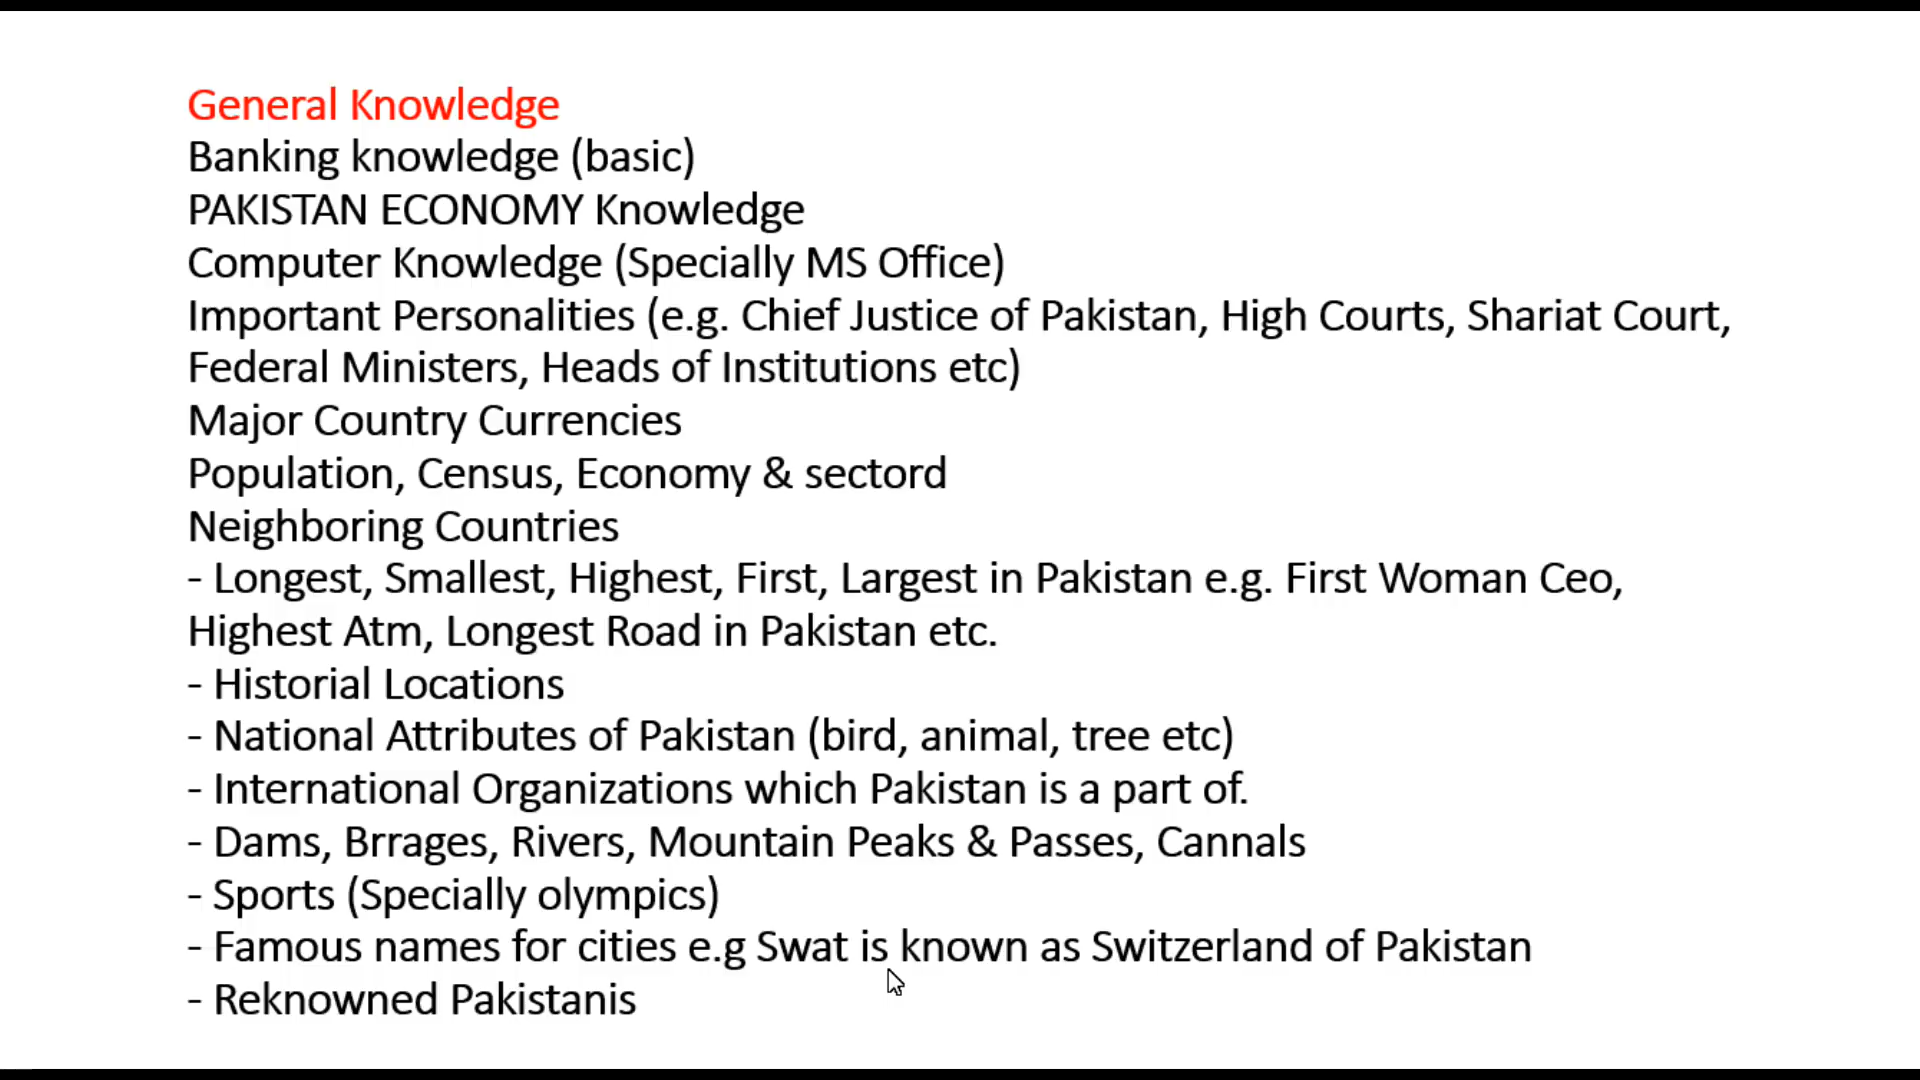 General Knowledge
Banking knowledge (basic)
PAKISTAN ECONOMY Knowledge
Computer Knowledge (Specially MS Office)
Important Personalities (e.g. Chief Justice of Pakistan, High Courts, Shariat Court,
Federal Ministers, Heads of Institutions etc)
Major Country Currencies
Population, Census, Economy & sectord
Neighboring Countries
- Longest, Smallest, Highest, First, Largest in Pakistan e.g. First Woman Ceo,
Highest Atm, Longest Road in Pakistan etc.
- Historial Locations
- National Attributes of Pakistan (bird, animal, tree etc)
- International Organizations which Pakistan is a part of.
- Dams, Brrages, Rivers, Mountain Peaks & Passes, Cannals
- Sports (Specially olympics)
- Famous names for cities e.g Swat is known as Switzerland of Pakistan
- Reknowned Pakistanis